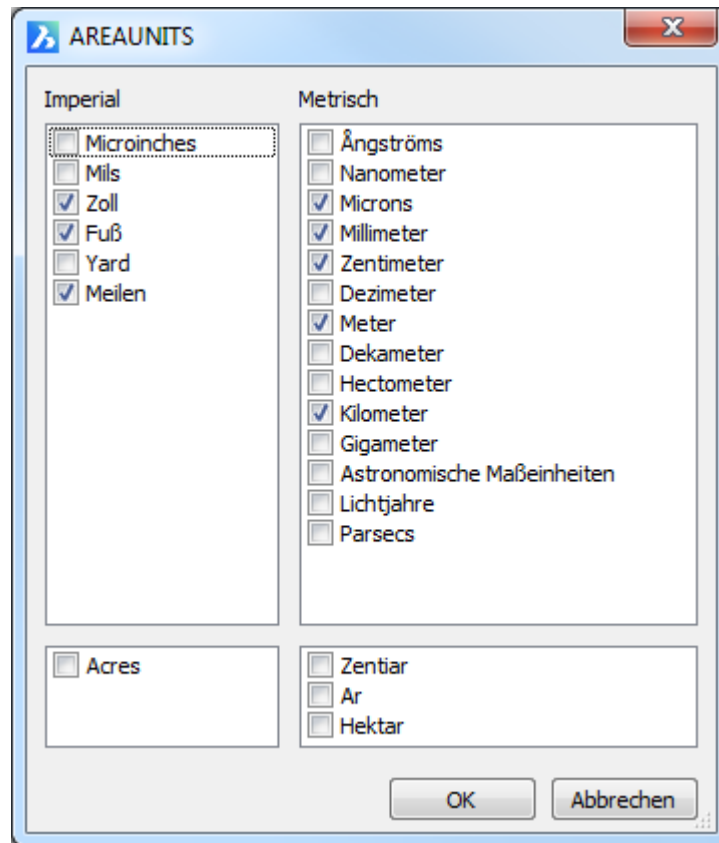 AREAUNITS
Imperial
Microinches
Mils
Zoll
Fuß
Yard
Meilen
Acres
Metrisch
Ångströms
Nanometer
Microns
Millimeter
Zentimeter
Dezimeter
Meter
Dekameter
Hectometer
Kilometer
Gigameter
Astronomische Maßeinheiten
Lichtjahre
Parsecs
Zentiar
Ar
Hektar
OK
Abbrechen